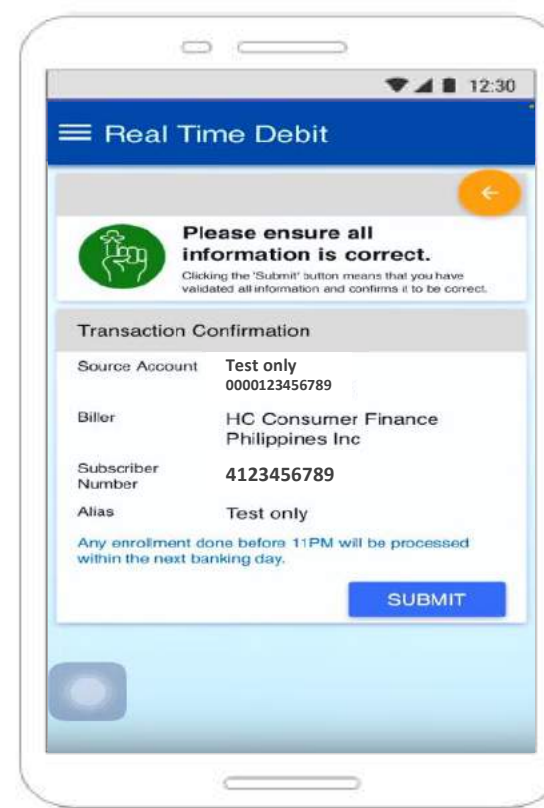 12:30
Real Time Debit
Please ensure all
information is correct.
Clicking the 'Submit' button means that you have
validated all information and confirms it to be correct.
Transaction Confirmation
Source Account Test only
0000123456789
Biller HC Consumer Finance
Philippines Inc
Subscriber
Number 4123456789
Alias Test only
Any enrollment done before 11PM will be processed
within the next banking day.
SUBMIT